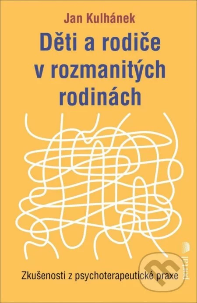 Jan Kulhánek
Děti a rodiče
v rozmanitých
rodinách
Zkušenosti z psychoterapeutické praxe